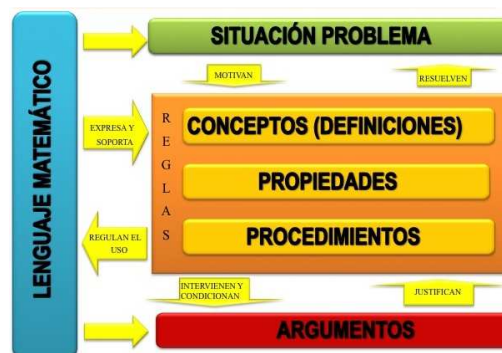 LENGUAJE MATEMÁTICO
SITUACIÓN PROBLEMA
MOTIVAN
RESUELVEN
EXPRESA Y
SOPORTA
REGLAS
CONCEPTOS (DEFINICIONES)
PROPIEDADES
PROCEDIMIENTOS
REGULAN EL
USO
INTERVIENEN Y
CONDICIONAN
JUSTIFICAN
ARGUMENTOS